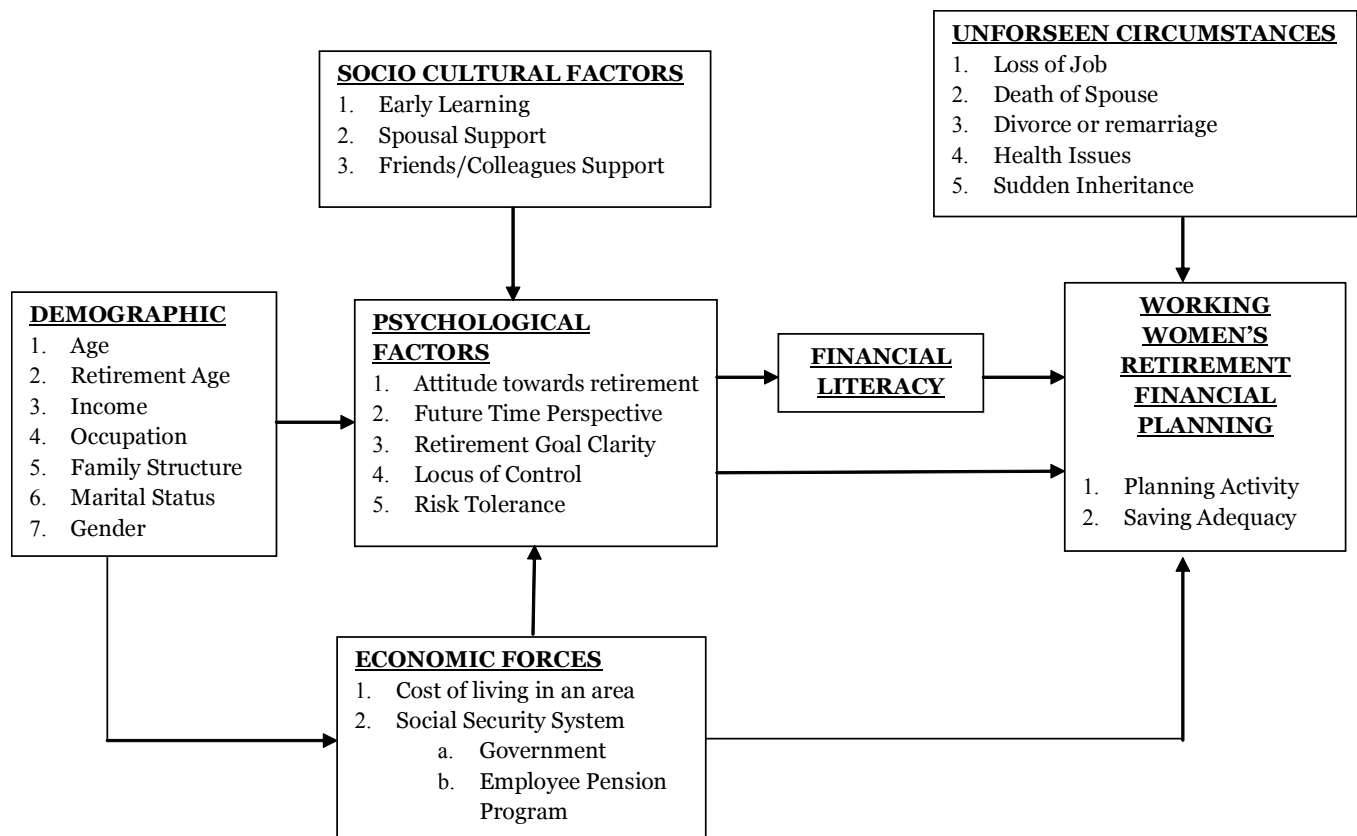 UNFORSEEN CIRCUMSTANCES
1. Loss of Job
2. Death of Spouse
3. Divorce or remarriage
4. Health Issues
5. Sudden Inheritance
SOCIO CULTURAL FACTORS
1. Early Learning
2. Spousal Support
3. Friends/Colleagues Support
DEMOGRAPHIC
1. Age
2. Retirement Age
3. Income
4. Occupation
5. Family Structure
6. Marital Status
7. Gender
PSYCHOLOGICAL
FACTORS
1. Attitude towards retirement
2. Future Time Perspective
3. Retirement Goal Clarity
4. Locus of Control
5. Risk Tolerance
FINANCIAL
LITERACY
WORKING
WOMEN’S
RETIREMENT
FINANCIAL
PLANNING
1. Planning Activity
2. Saving Adequacy
ECONOMIC FORCES
1. Cost of living in an area
2. Social Security System
a. Government
b. Employee Pension
Program